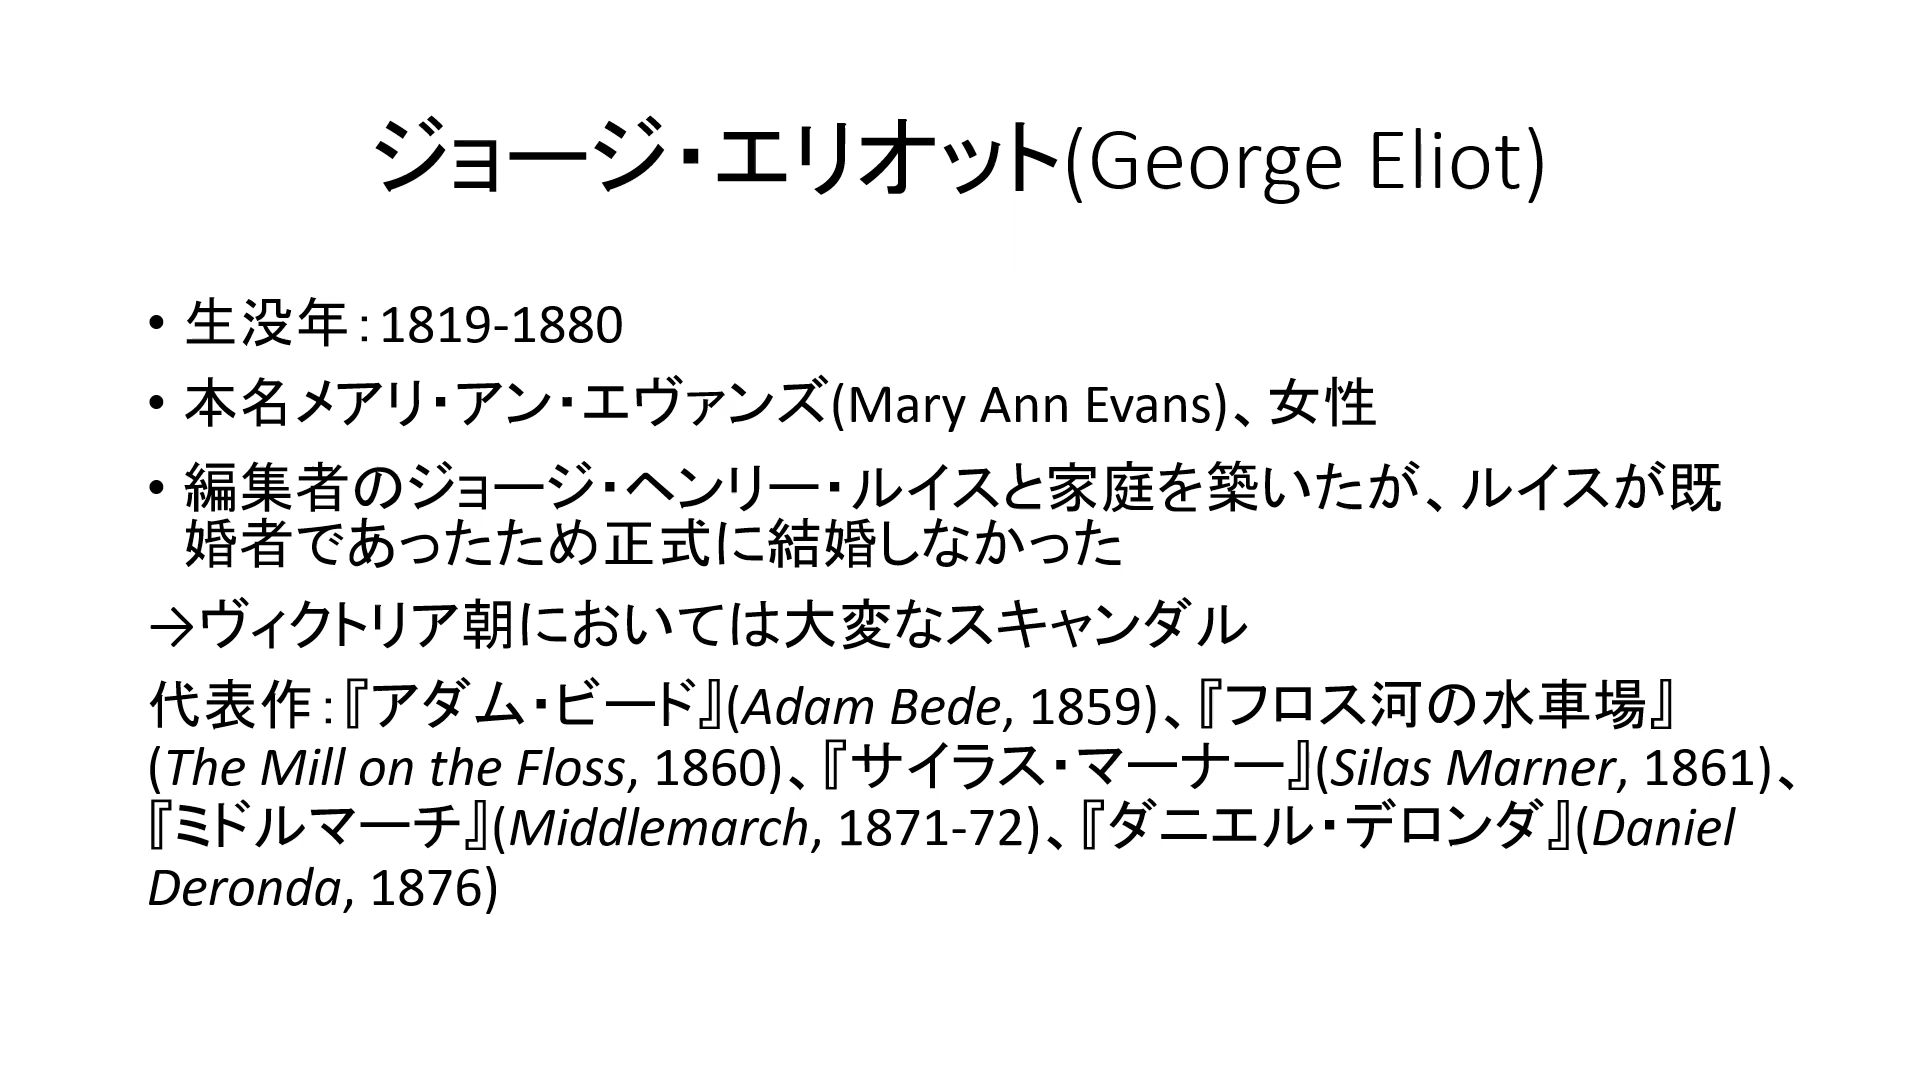 ジョージ・エリオット(George Eliot)
• 生没年：1819-1880
• 本名メアリ・アン・エヴァンズ(Mary Ann Evans)、女性
• 編集者のジョージ・ヘンリー・ルイスと家庭を築いたが、ルイスが既
婚者であったため正式に結婚しなかった
→ヴィクトリア朝においては大変なスキャンダル
代表作：『アダム・ビード』(Adam Bede, 1859)、『フロス河の水車場』
(The Mill on the Floss, 1860)、『サイラス・マーナー』(Silas Marner, 1861)、
『ミドルマーチ』(Middlemarch, 1871-72)、『ダニエル・デロンダ』(Daniel
Deronda, 1876)